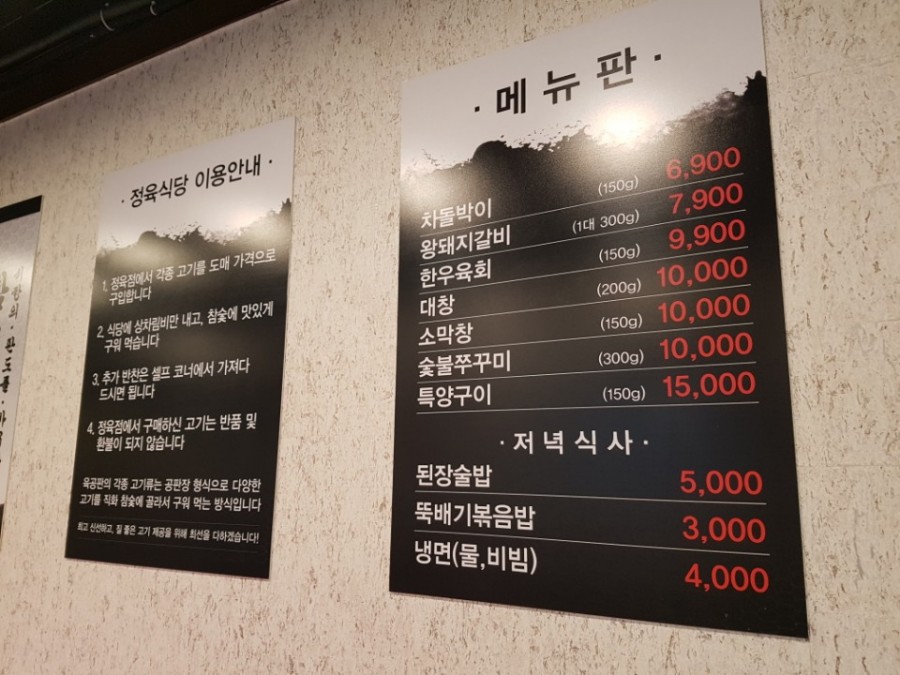 · 정육식당 이용안내 ·
1. 정육점에서 각종 고기를 도매 가격으로
구입합니다
2. 식당에 상차림비만 내고, 참숯에 맛있게
구워 먹습니다
3. 추가 반찬은 셀프 코너에서 가져다
드시면 됩니다
4. 정육점에서 구매하신 고기는 반품 및
환불이 되지 않습니다
육공판의 각종 고기류는 공판장 형식으로 다양한
고기를 직화 참숯에 골라서 구워 먹는 방식입니다
최고 신선하고, 질 좋은 고기 제공을 위해 최선을 다하겠습니다!
· 메뉴판 ·
차돌박이 (150g) 6,900
왕돼지갈비 (1대 300g) 7,900
한우육회 (150g) 9,900
대창 (200g) 10,000
소막창 (150g) 10,000
숯불쭈꾸미 (300g) 10,000
특양구이 (150g) 15,000
· 저녁식사 ·
된장술밥 5,000
뚝배기볶음밥 3,000
냉면(물,비빔) 4,000